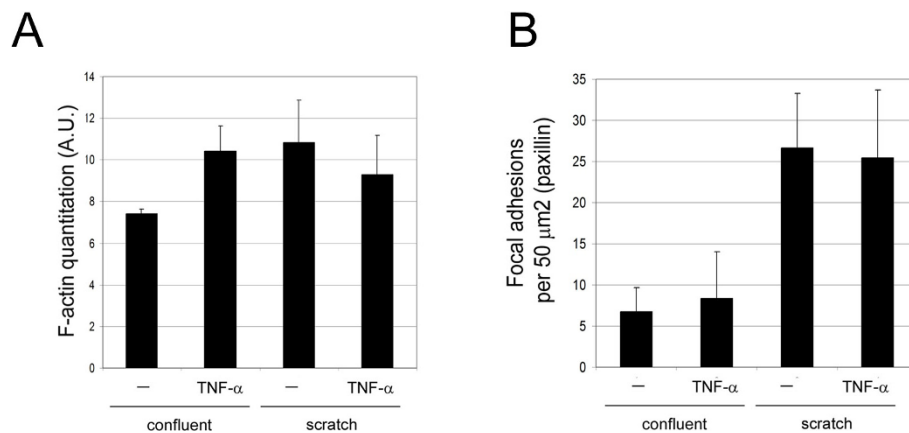 A
F-actin quantitation (A.U.)
14
12
10
8
6
4
2
0
– TNF-α – TNF-α
confluent scratch
B
Focal adhesions
per 50 μm2 (paxillin)
35
30
25
20
15
10
5
0
– TNF-α – TNF-α
confluent scratch